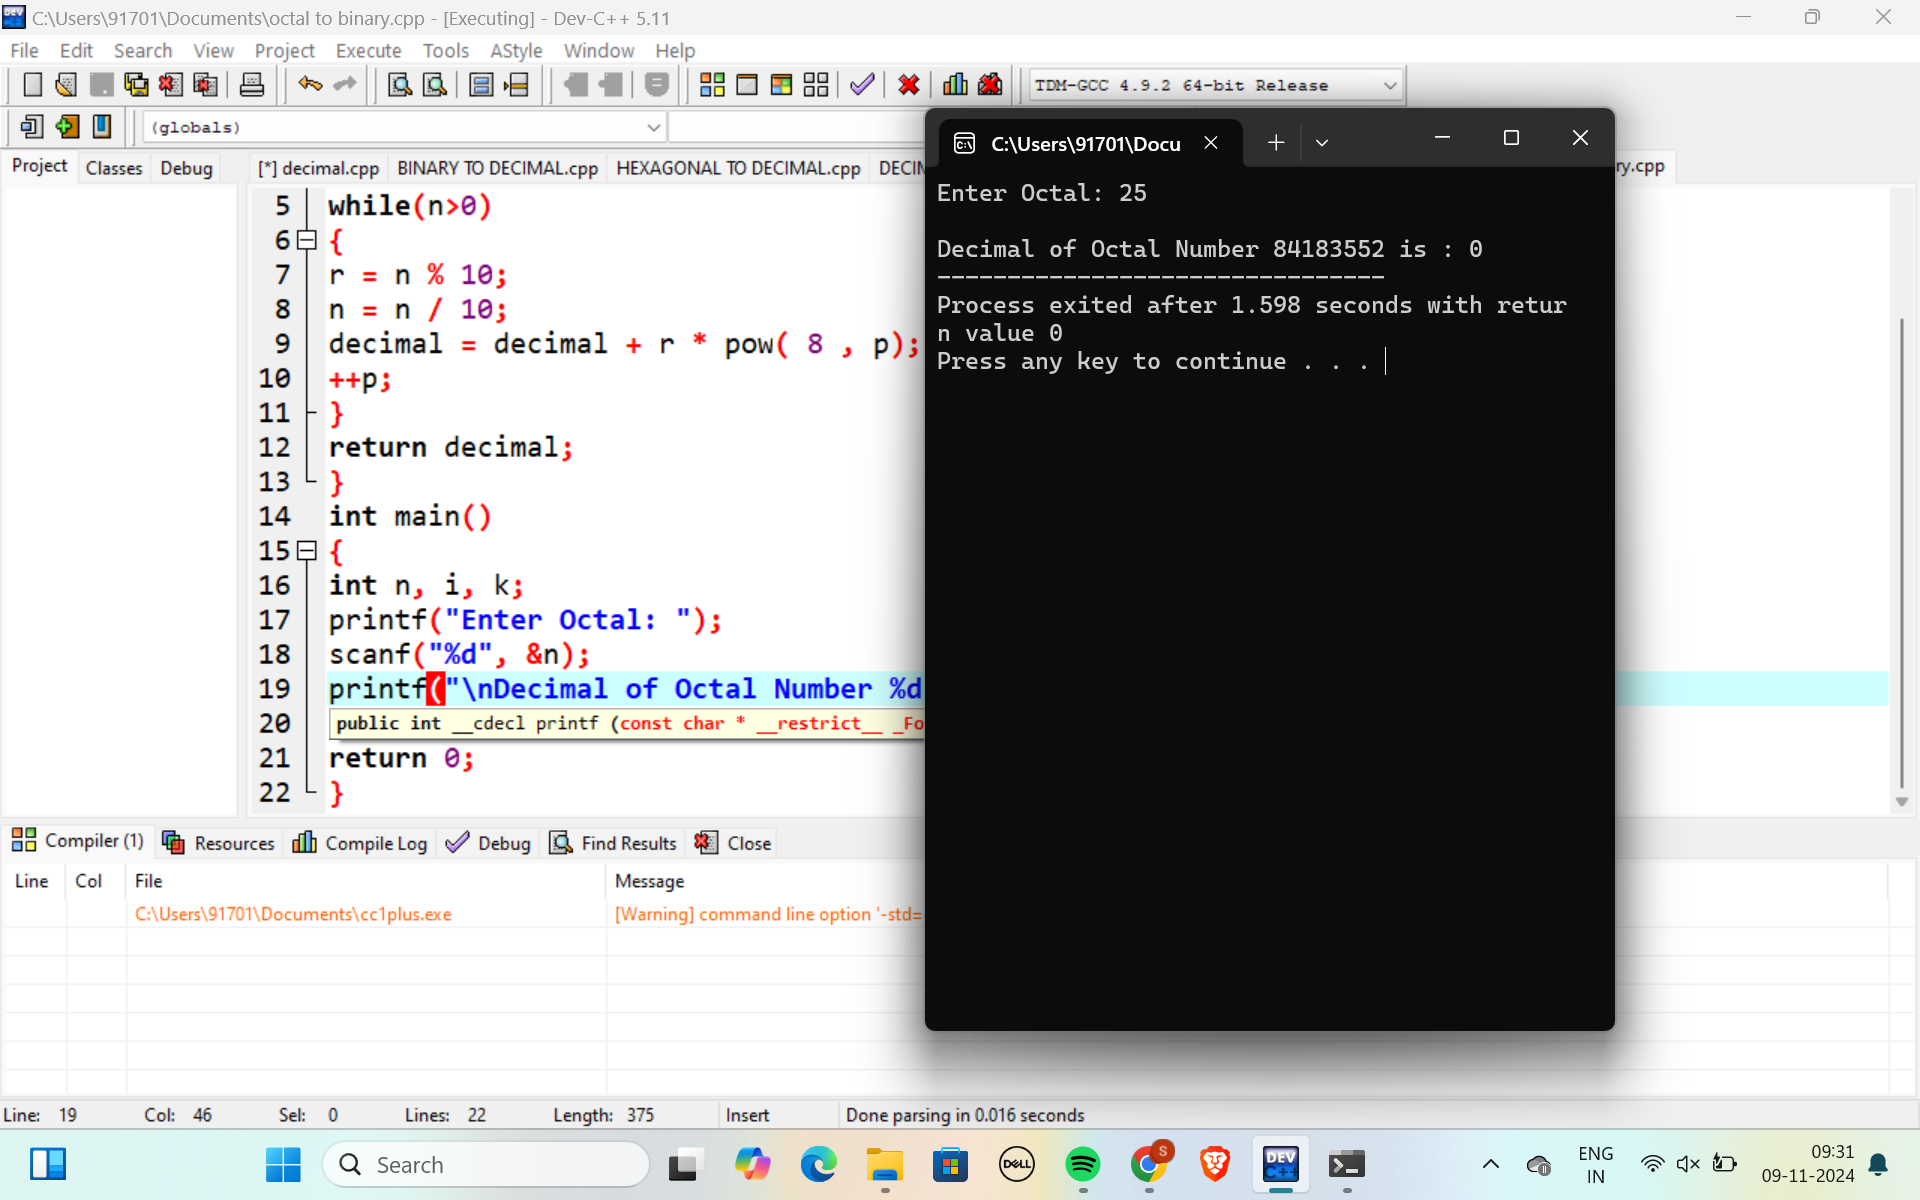 C:\Users\91701\Documents\octal to binary.cpp - [Executing] - Dev-C++ 5.11
File Edit Search View Project Execute Tools AStyle Window Help
TDM-GCC 4.9.2 64-bit Release
(globals)
Project Classes Debug
[*] decimal.cpp BINARY TO DECIMAL.cpp HEXAGONAL TO DECIMAL.cpp DECIM ry.cpp
5 while(n>0)
6 {
7 r = n % 10;
8 n = n / 10;
9 decimal = decimal + r * pow( 8 , p);
10 ++p;
11 }
12 return decimal;
13 }
14 int main()
15 {
16 int n, i, k;
17 printf("Enter Octal: ");
18 scanf("%d", &n);
19 printf("\nDecimal of Octal Number %d
20 public int __cdecl printf (const char * __restrict__ _Fo
21 return 0;
22 }
C:\Users\91701\Docu
Enter Octal: 25
Decimal of Octal Number 84183552 is : 0
--------------------------------
Process exited after 1.598 seconds with retur
n value 0
Press any key to continue . . .
Compiler (1) Resources Compile Log Debug Find Results Close
Line Col File Message
C:\Users\91701\Documents\cc1plus.exe [Warning] command line option '-std=
Line: 19 Col: 46 Sel: 0 Lines: 22 Length: 375 Insert Done parsing in 0.016 seconds
Search
DELL
S
DEV C++
ENG
IN
09:31
09-11-2024